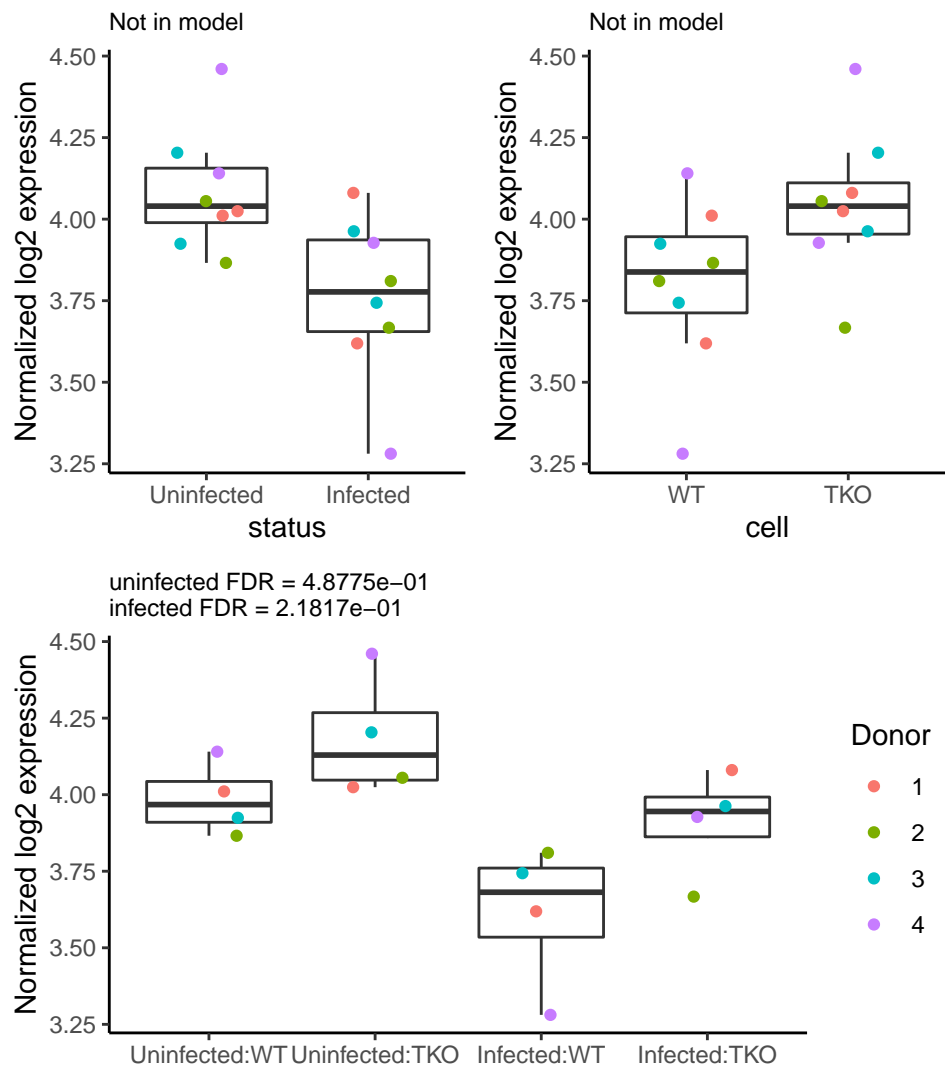 Not in model
Normalized log2 expression
4.50
4.25
4.00
3.75
3.50
3.25
Uninfected Infected
status
Not in model
Normalized log2 expression
4.50
4.25
4.00
3.75
3.50
3.25
WT TKO
cell
uninfected FDR = 4.8775e−01
infected FDR = 2.1817e−01
Normalized log2 expression
4.50
4.25
4.00
3.75
3.50
3.25
Uninfected:WT Uninfected:TKO Infected:WT Infected:TKO
Donor
1
2
3
4